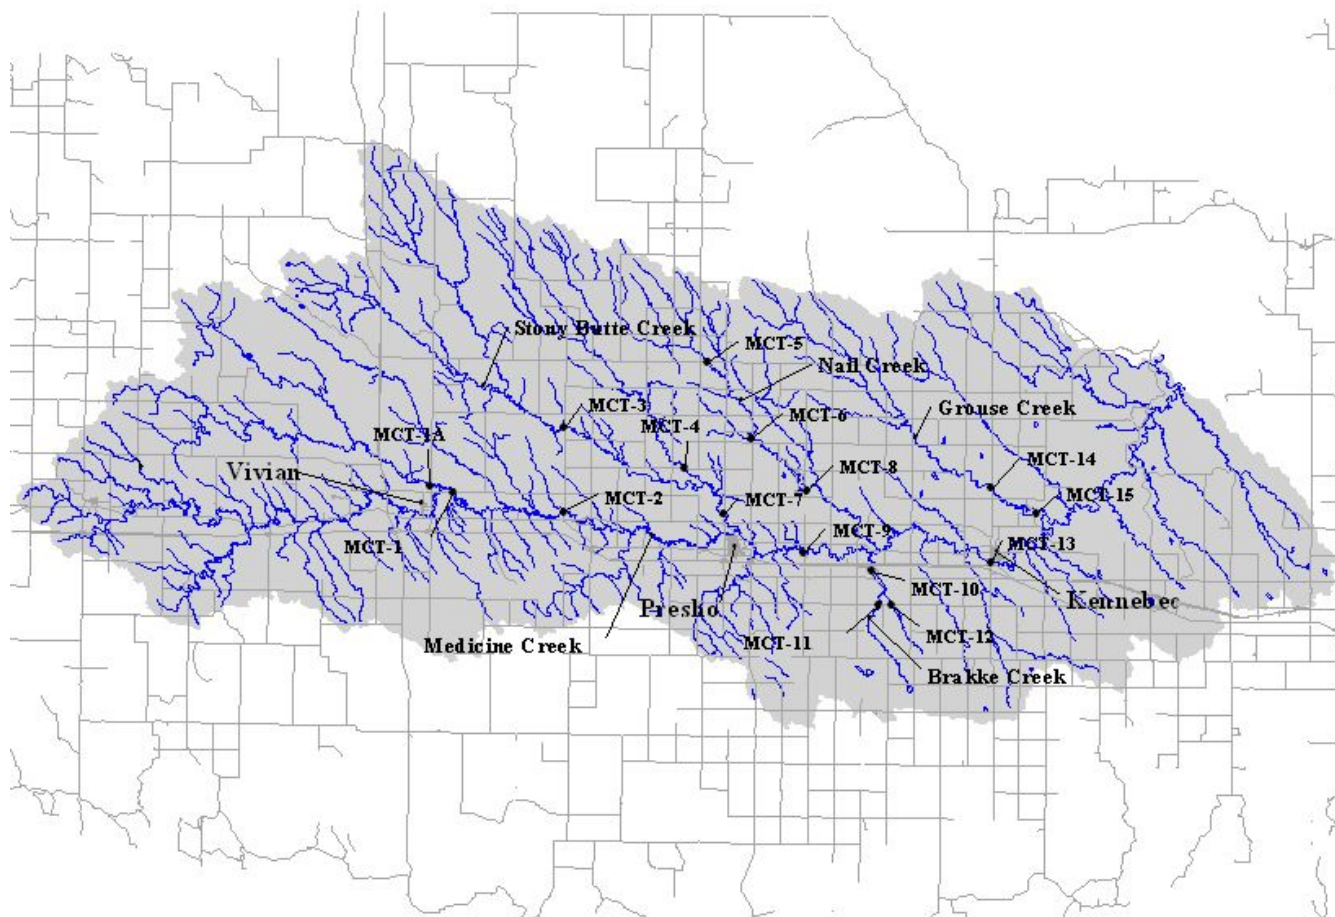 Stony Butte Creek
MCT-5
Nail Creek
MCT-3
MCT-6
Grouse Creek
MCT-1A
MCT-4
Vivian
MCT-8
MCT-14
MCT-2
MCT-7
MCT-15
MCT-1
MCT-9
MCT-13
Presho
MCT-10
Kennebec
Medicine Creek
MCT-11
MCT-12
Brakke Creek